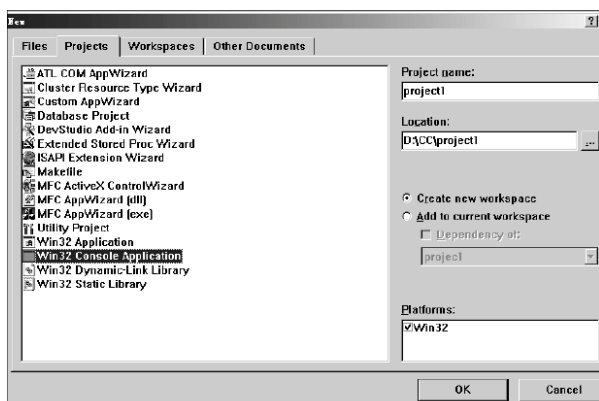 New
Files
Projects
Workspaces
Other Documents
ATL COM AppWizard
Cluster Resource Type Wizard
Custom AppWizard
Database Project
DevStudio Add-in Wizard
Extended Stored Proc Wizard
ISAPI Extension Wizard
Makefile
MFC ActiveX ControlWizard
MFC AppWizard (dll)
MFC AppWizard (exe)
Utility Project
Win32 Application
Win32 Console Application
Win32 Dynamic-Link Library
Win32 Static Library
Project name:
project1
Location:
D:\CC\project1
...
Create new workspace
Add to current workspace
Dependency of:
project1
Platforms:
Win32
OK
Cancel